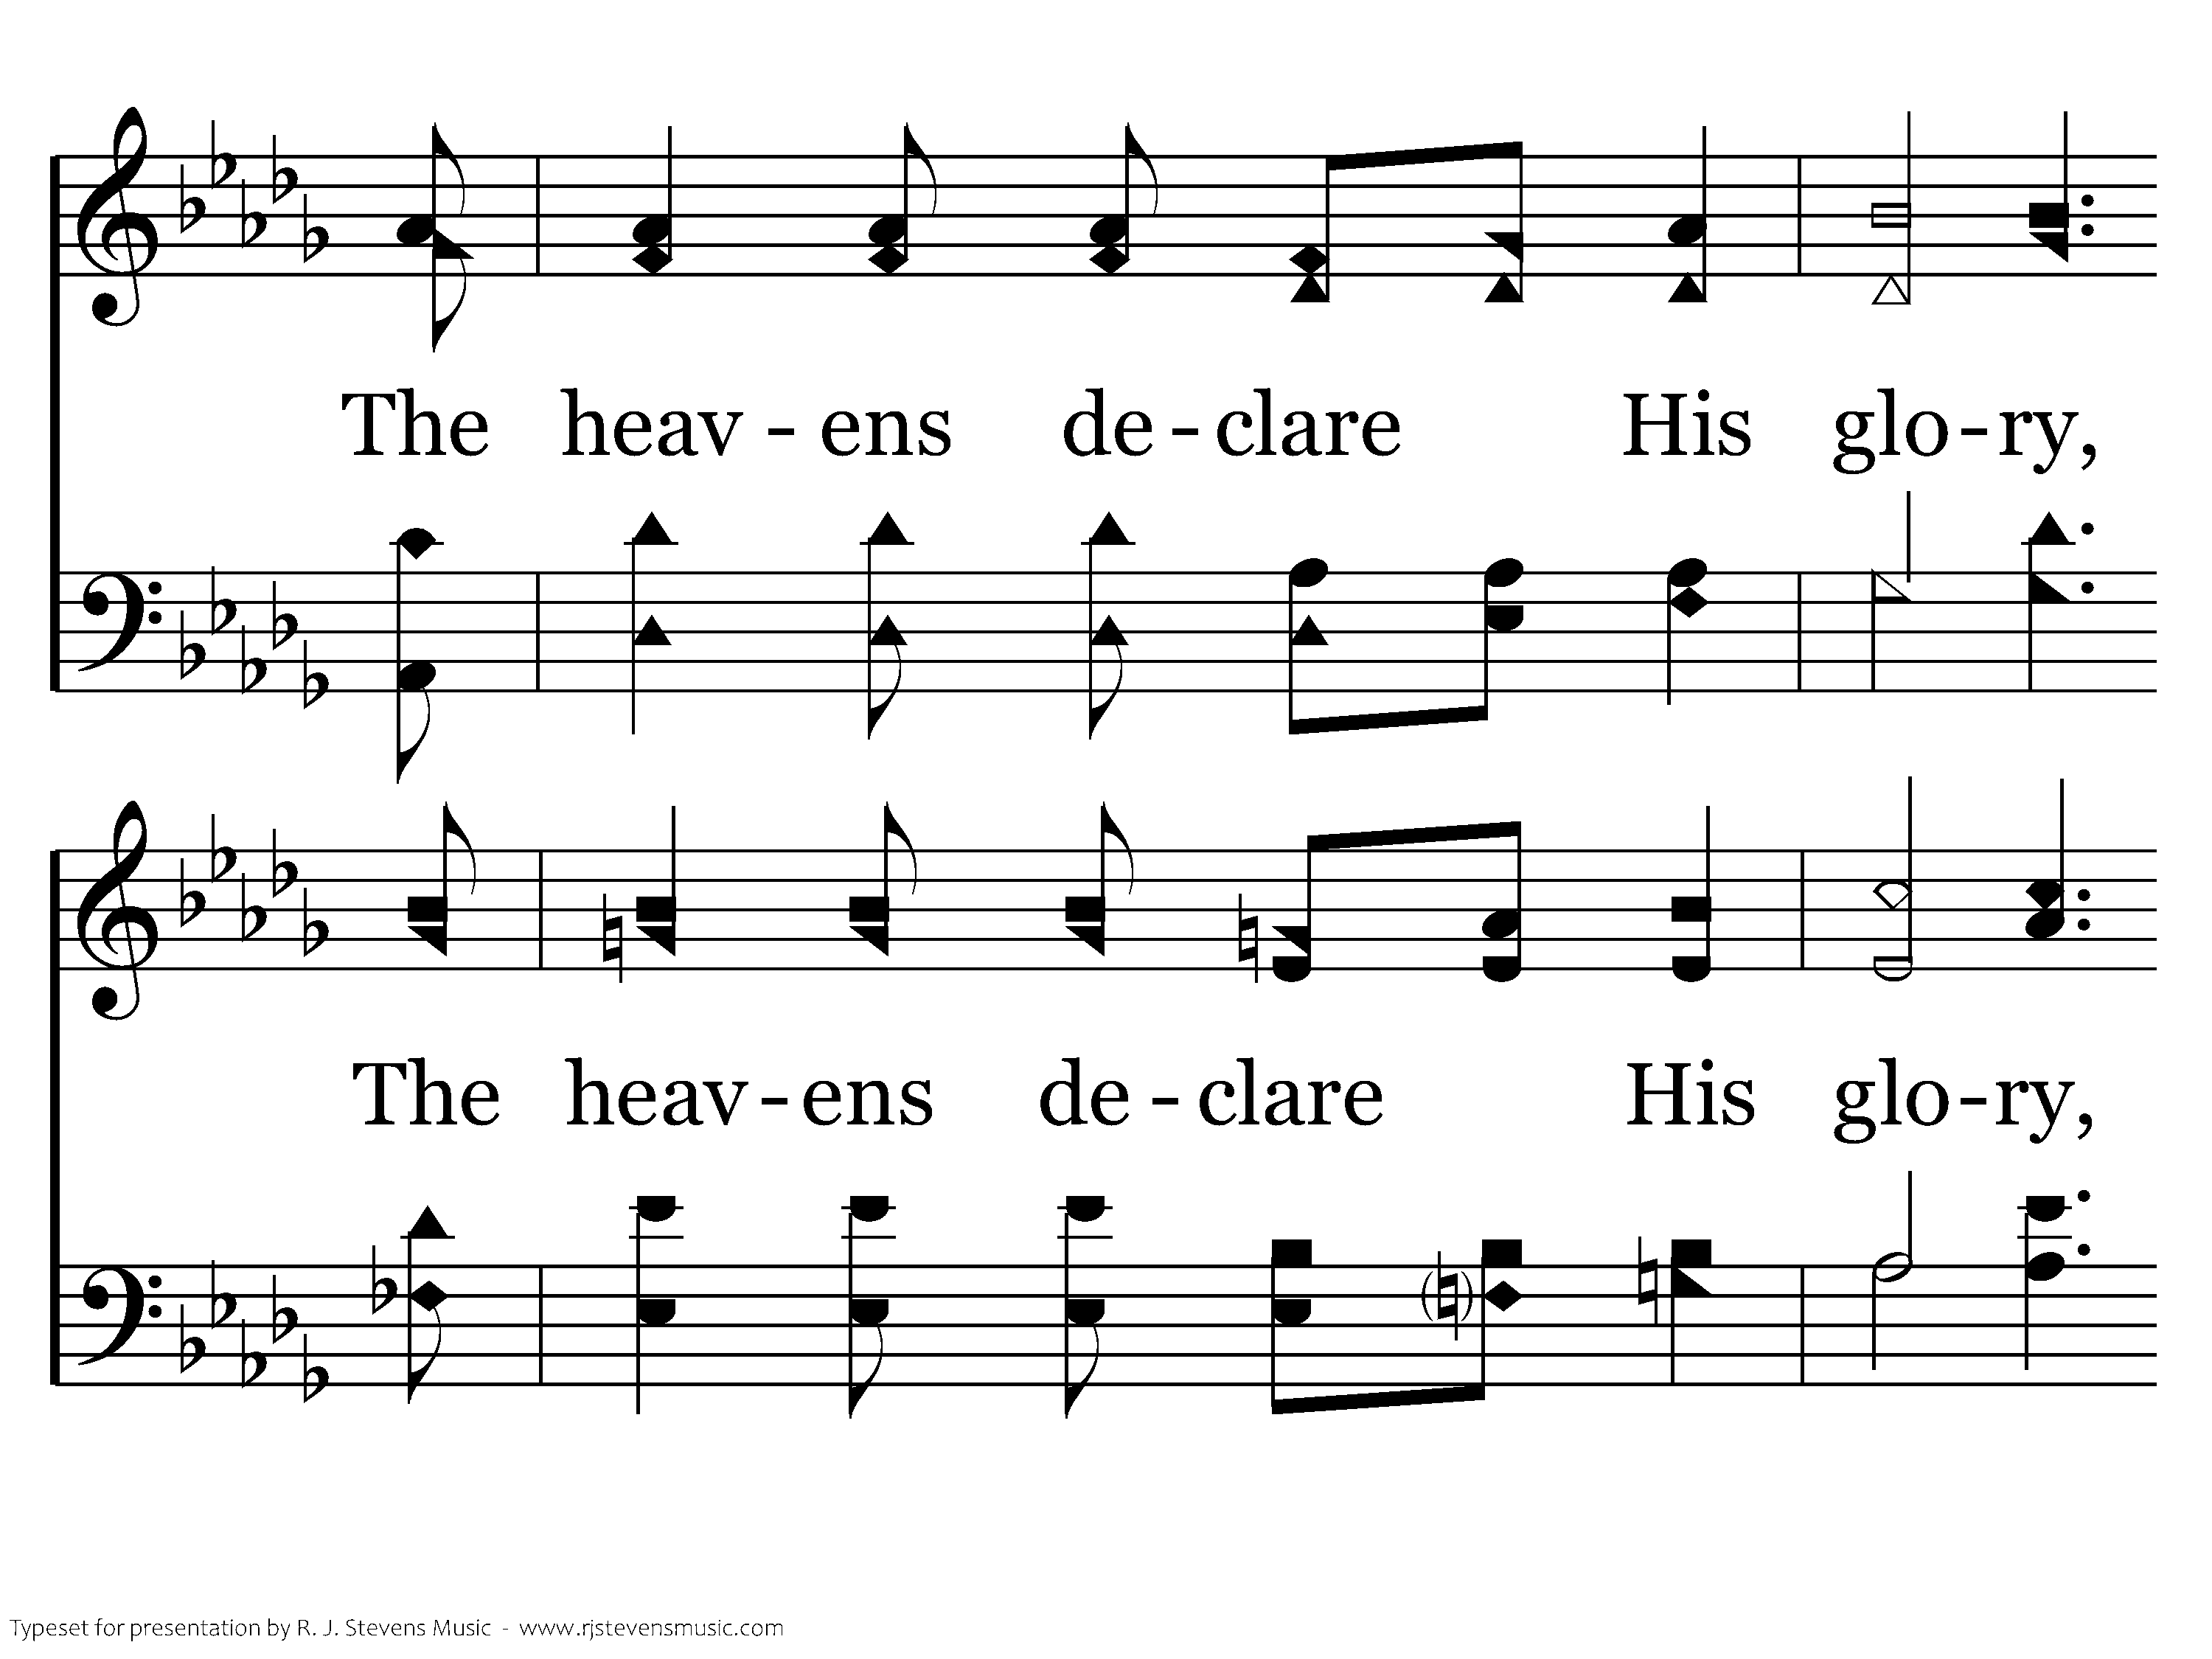 The heav - ens de - clare His glo - ry,
The heav - ens de - clare His glo - ry,
Typeset for presentation by R. J. Stevens Music - www.rjstevensmusic.com